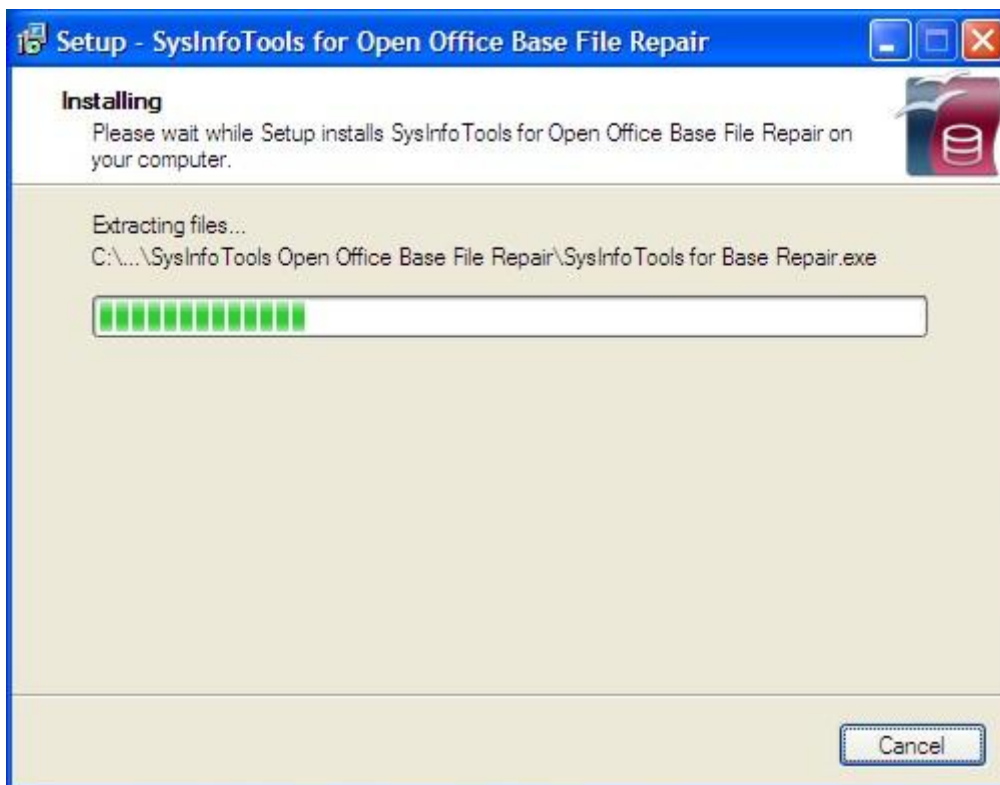 Setup - SysInfoTools for Open Office Base File Repair
Installing
Please wait while Setup installs SysInfoTools for Open Office Base File Repair on
your computer.
Extracting files...
C:\...\SysInfoTools Open Office Base File Repair\SysInfoTools for Base Repair.exe
Cancel